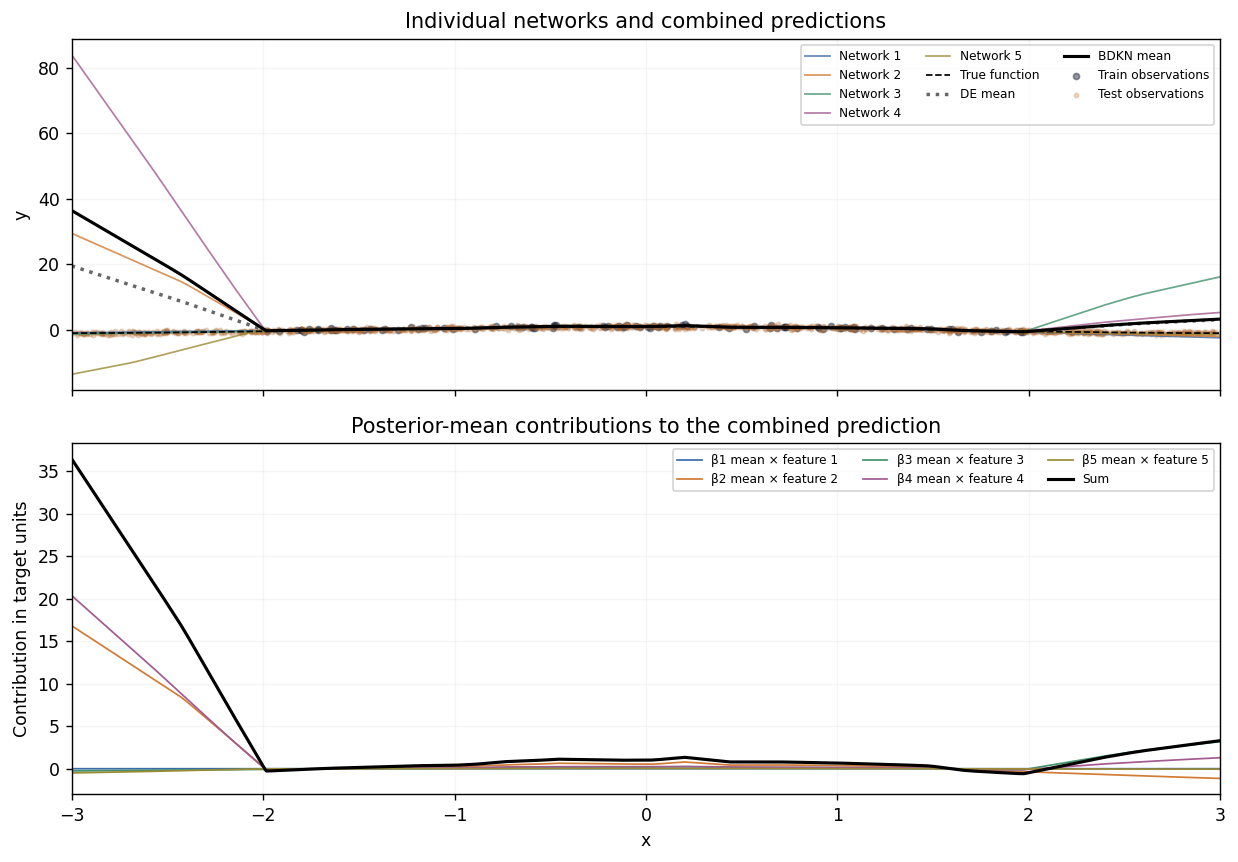 Individual networks and combined predictions
Network 1
Network 2
Network 3
Network 4
Network 5
True function
DE mean
BDKN mean
Train observations
Test observations
80
60
40
20
0
y
Posterior-mean contributions to the combined prediction
β1 mean × feature 1
β2 mean × feature 2
β3 mean × feature 3
β4 mean × feature 4
β5 mean × feature 5
Sum
35
30
25
20
15
10
5
0
Contribution in target units
−3 −2 −1 0 1 2 3
x